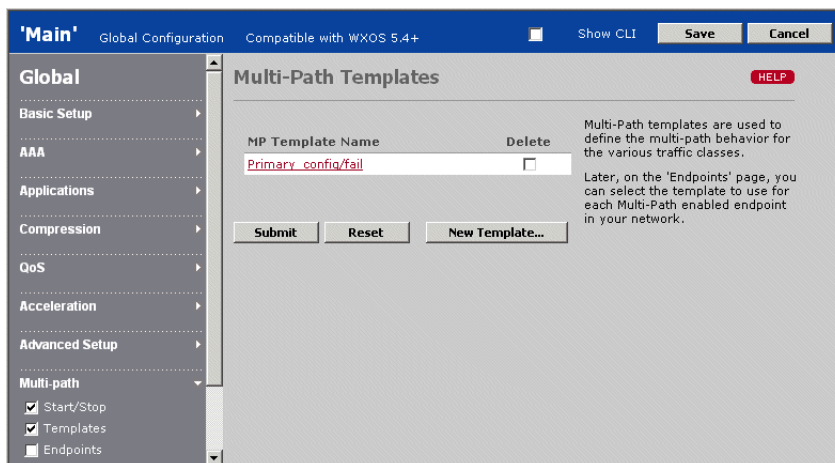 'Main' Global Configuration Compatible with WXOS 5.4+ Show CLI Save Cancel
Global
Basic Setup
AAA
Applications
Compression
QoS
Acceleration
Advanced Setup
Multi-path
Start/Stop
Templates
Endpoints
Multi-Path Templates HELP
MP Template Name Delete
Primary_config/fail
Submit Reset New Template...
Multi-Path templates are used to
define the multi-path behavior for
the various traffic classes.
Later, on the 'Endpoints' page, you
can select the template to use for
each Multi-Path enabled endpoint
in your network.